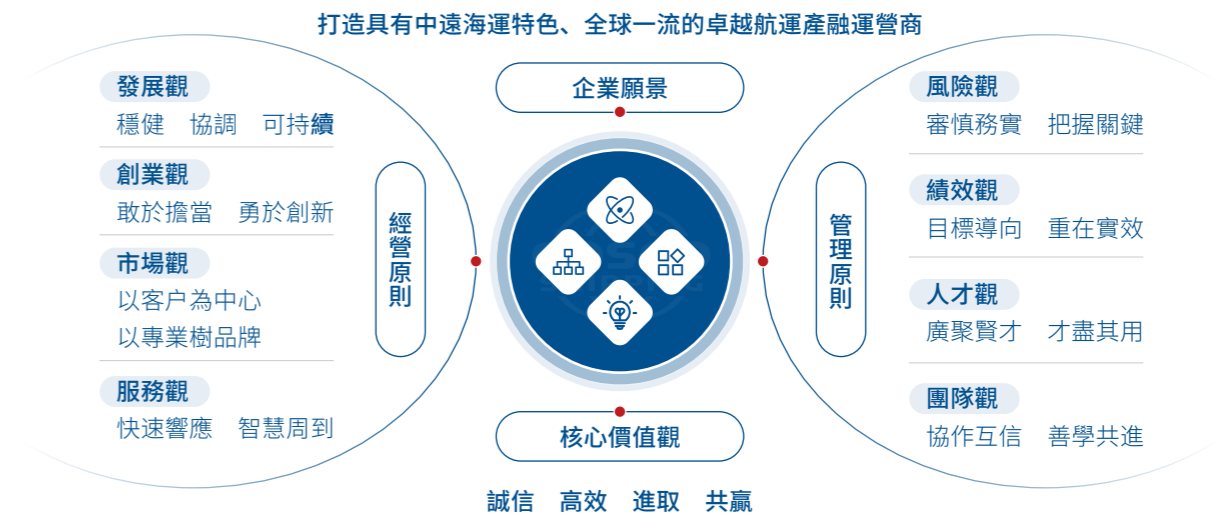 打造具有中遠海運特色、全球一流的卓越航運產融運營商
企業願景
發展觀
穩健 協調 可持續
創業觀
敢於擔當 勇於創新
市場觀
以客户為中心
以專業樹品牌
服務觀
快速響應 智慧周到
經營原則
管理原則
風險觀
審慎務實 把握關鍵
績效觀
目標導向 重在實效
人才觀
廣聚賢才 才盡其用
團隊觀
協作互信 善學共進
核心價值觀
誠信 高效 進取 共贏